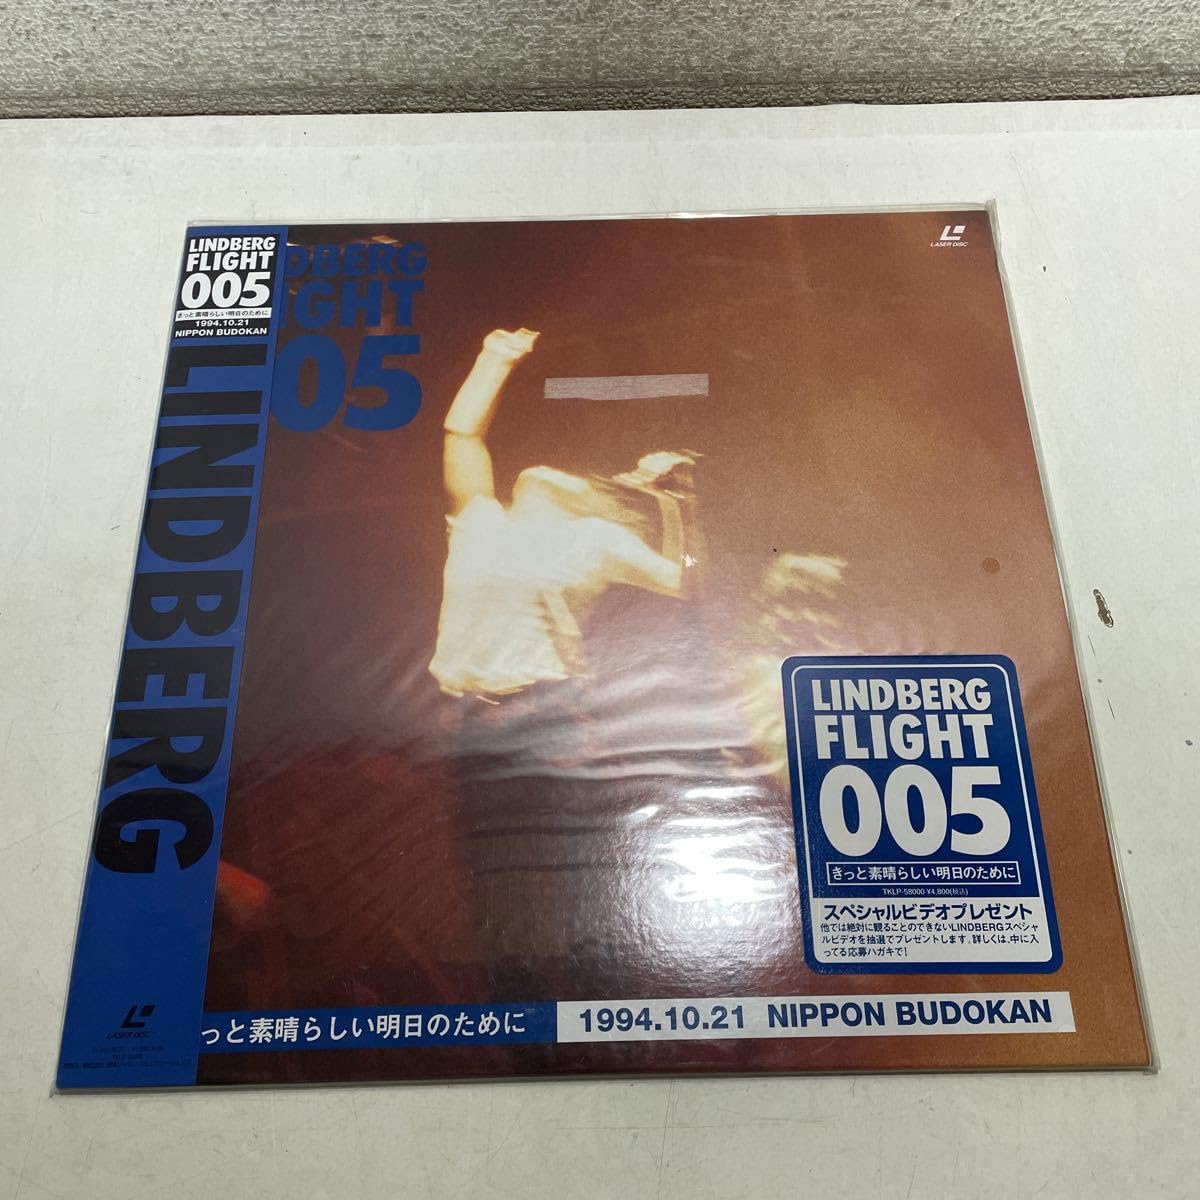 LINDBERG
FLIGHT
005
きっと素晴らしい明日のために
1994.10.21
NIPPON BUDOKAN
LINDBERG
LASER DISC
DBERG
IGHT
05
LASER DISC
LINDBERG
FLIGHT
005
きっと素晴らしい明日のために
TKLP-58000 ¥4,800(税込)
スペシャルビデオプレゼント
他では絶対に観ることのできないLINDBERGスペシャ
ルビデオを抽選でプレゼントします。詳しくは、中に入
ってる応募ハガキで!
っと素晴らしい明日のために
1994.10.21 NIPPON BUDOKAN